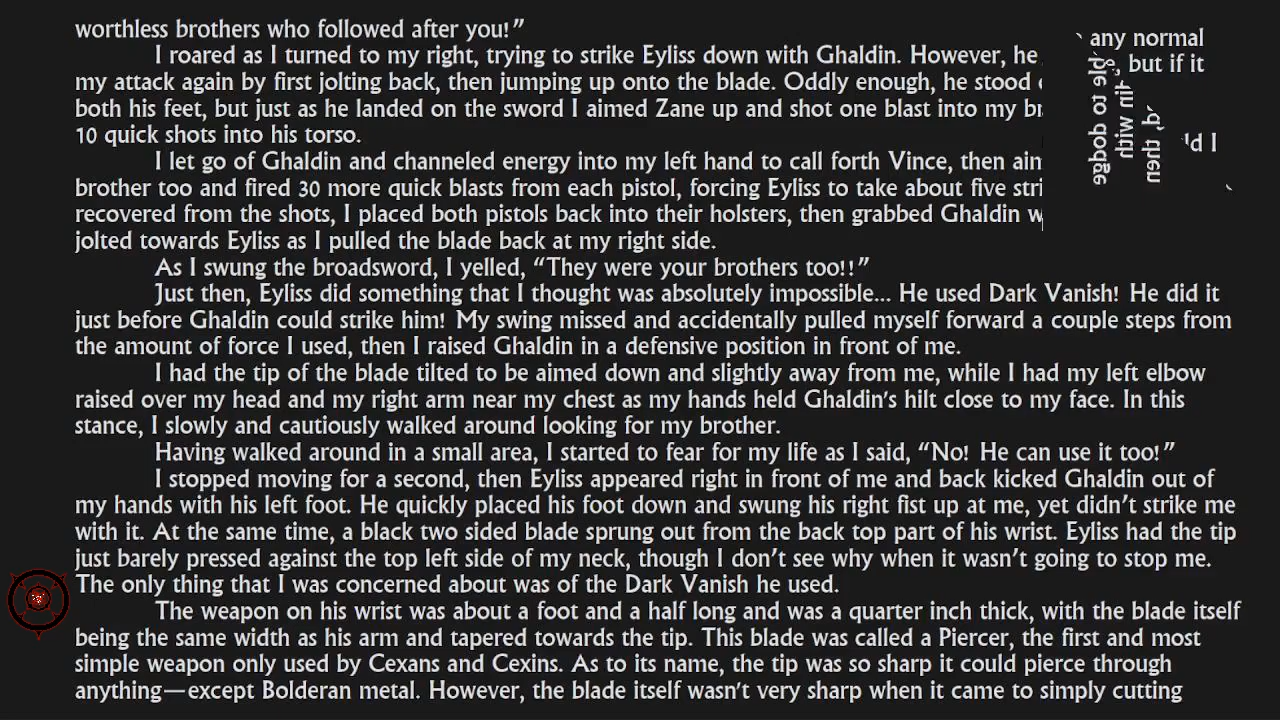 worthless brothers who followed after you!”
I roared as I turned to my right, trying to strike Eyliss down with Ghaldin. However, he
any normal
my attack again by first jolting back, then jumping up onto the blade. Oddly enough, he stood
but if it
both his feet, but just as he landed on the sword I aimed Zane up and shot one blast into my
10 quick shots into his torso.
I let go of Ghaldin and channeled energy into my left hand to call forth Vince, then
brother too and fired 30 more quick blasts from each pistol, forcing Eyliss to take about five
recovered from the shots, I placed both pistols back into their holsters, then grabbed Ghaldin
jolted towards Eyliss as I pulled the blade back at my right side.
As I swung the broadsword, I yelled, “They were your brothers too!!”
Just then, Eyliss did something that I thought was absolutely impossible... He used Dark Vanish! He did it
just before Ghaldin could strike him! My swing missed and accidentally pulled myself forward a couple steps from
the amount of force I used, then I raised Ghaldin in a defensive position in front of me.
I had the tip of the blade tilted to be aimed down and slightly away from me, while I had my left elbow
raised over my head and my right arm near my chest as my hands held Ghaldin's hilt close to my face. In this
stance, I slowly and cautiously walked around looking for my brother.
Having walked around in a small area, I started to fear for my life as I said, “No! He can use it too!”
I stopped moving for a second, then Eyliss appeared right in front of me and back kicked Ghaldin out of
my hands with his left foot. He quickly placed his foot down and swung his right fist up at me, yet didn't strike me
with it. At the same time, a black two sided blade sprung out from the back top part of his wrist. Eyliss had the tip
just barely pressed against the top left side of my neck, though I don't see why when it wasn't going to stop me.
The only thing that I was concerned about was of the Dark Vanish he used.
The weapon on his wrist was about a foot and a half long and was a quarter inch thick, with the blade itself
being the same width as his arm and tapered towards the tip. This blade was called a Piercer, the first and most
simple weapon only used by Cexans and Cexins. As to its name, the tip was so sharp it could pierce through
anything—except Bolderan metal. However, the blade itself wasn't very sharp when it came to simply cutting